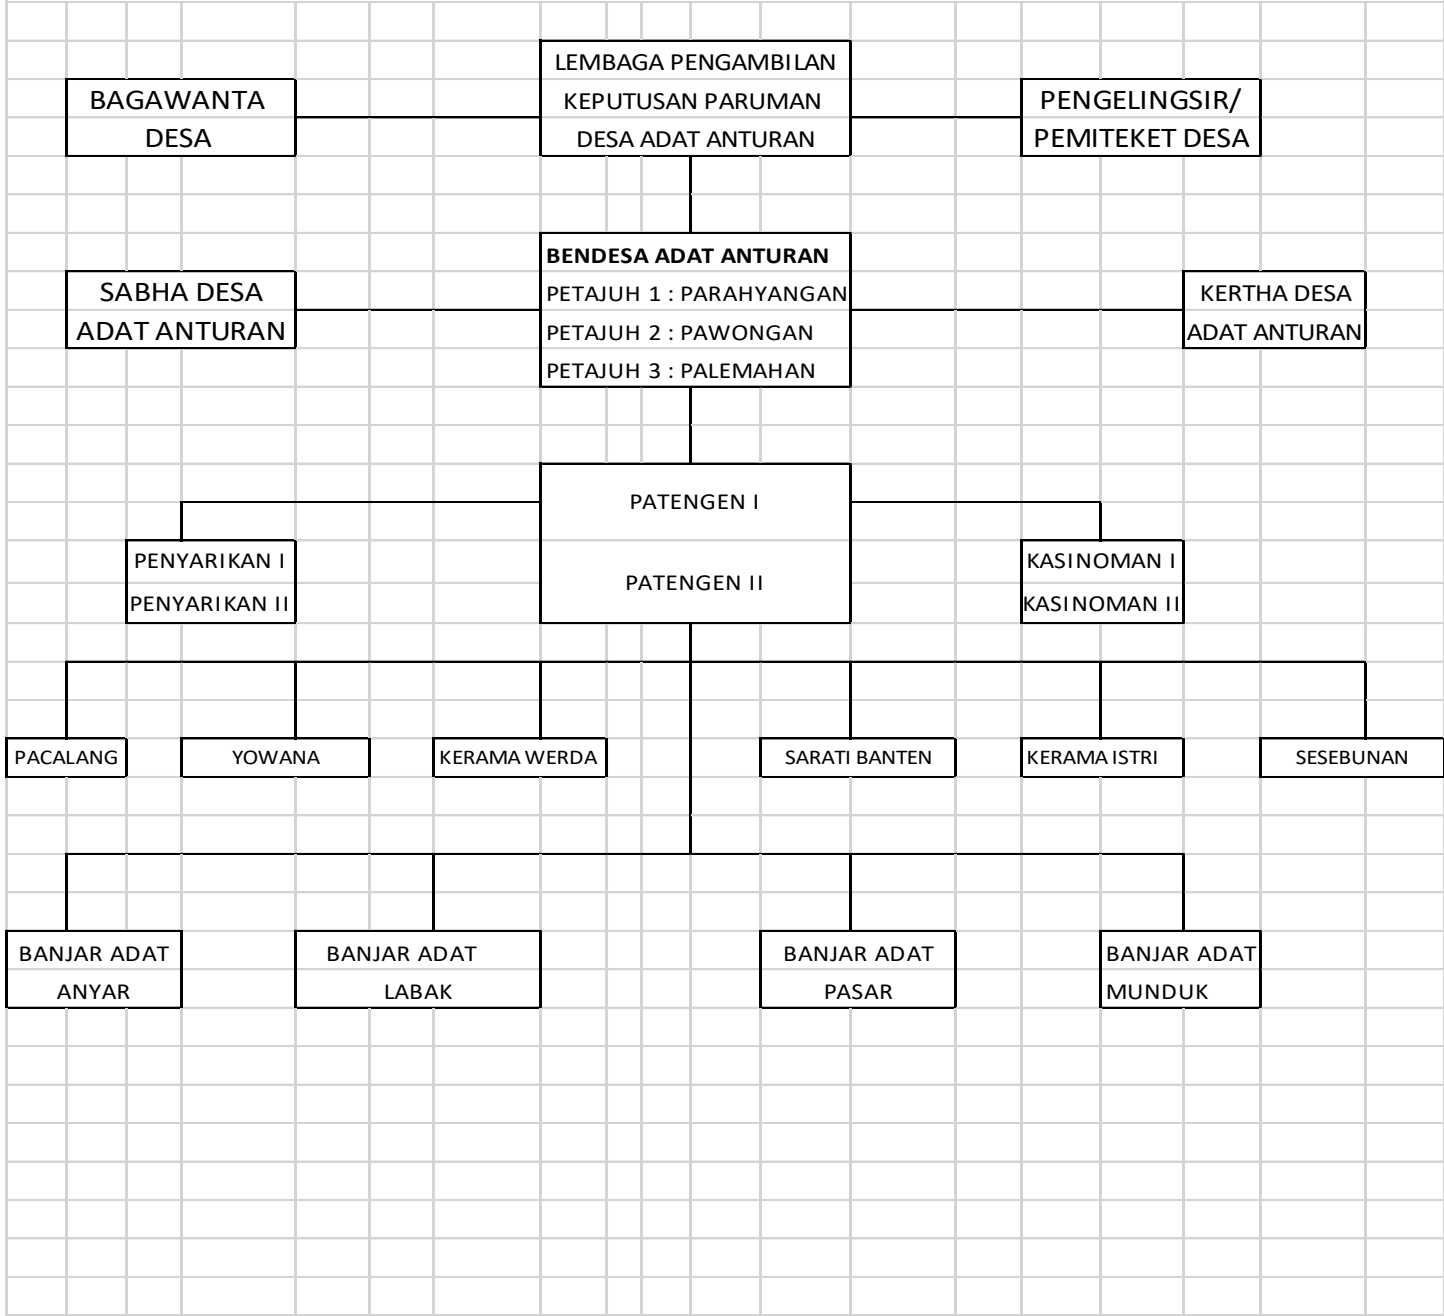 LEMBAGA PENGAMBILAN
KEPUTUSAN PARUMAN
DESA ADAT ANTURAN
BAGAWANTA
DESA
PENGELINGSIR/
PEMITEKET DESA
BENDESA ADAT ANTURAN
PETAJUH 1 : PARAHYANGAN
PETAJUH 2 : PAWONGAN
PETAJUH 3 : PALEMAHAN
SABHA DESA
ADAT ANTURAN
KERTHA DESA
ADAT ANTURAN
PATENGEN I
PATENGEN II
PENYARIKAN I
PENYARIKAN II
KASINOMAN I
KASINOMAN II
PACALANG
YOWANA
KERAMA WERDA
SARATI BANTEN
KERAMA ISTRI
SESEBUNAN
BANJAR ADAT
ANYAR
BANJAR ADAT
LABAK
BANJAR ADAT
PASAR
BANJAR ADAT
MUNDUK